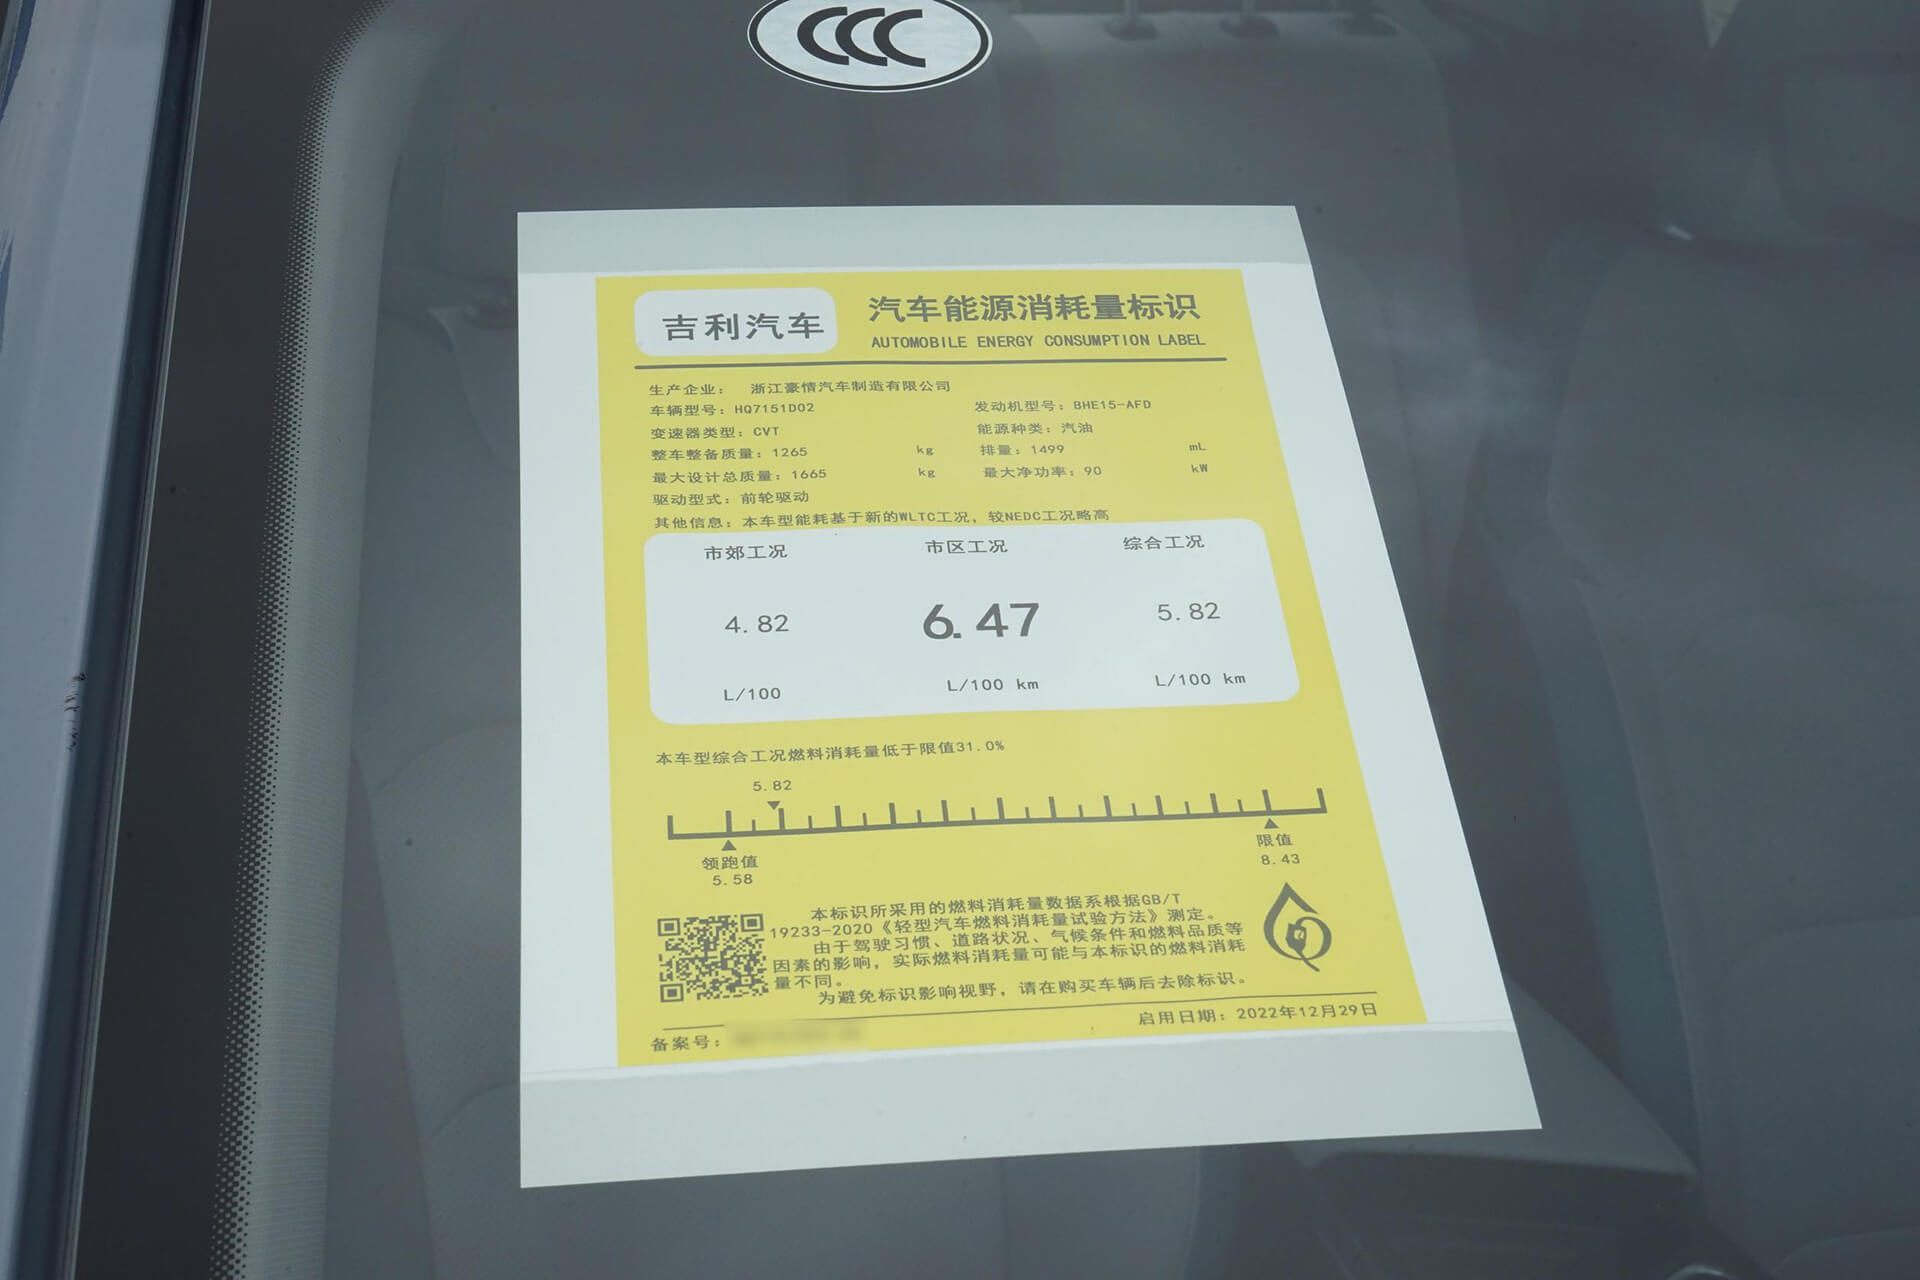 CCC
吉利汽车
汽车能源消耗量标识
AUTOMOBILE ENERGY CONSUMPTION LABEL
生产企业： 浙江豪情汽车制造有限公司
车辆型号：HQ7151D02 发动机型号：BHE15-AFD
变速器类型：CVT 能源种类：汽油
整车整备质量：1265 kg 排量：1499 mL
最大设计总质量：1665 kg 最大净功率：90 kW
驱动型式：前轮驱动
其他信息：本车型能耗基于新的WLTC工况，较NEDC工况略高
市郊工况 市区工况 综合工况
4.82 6.47 5.82
L/100 L/100 km L/100 km
本车型综合工况燃料消耗量低于限值31.0%
5.82
领跑值 限值
5.58 8.43
本标识所采用的燃料消耗量数据系根据GB/T
19233-2020《轻型汽车燃料消耗量试验方法》测定。
由于驾驶习惯、道路状况、气候条件和燃料品质等
因素的影响，实际燃料消耗量可能与本标识的燃料消耗
量不同。
为避免标识影响视野，请在购买车辆后去除标识。
备案号： 启用日期：2022年12月29日